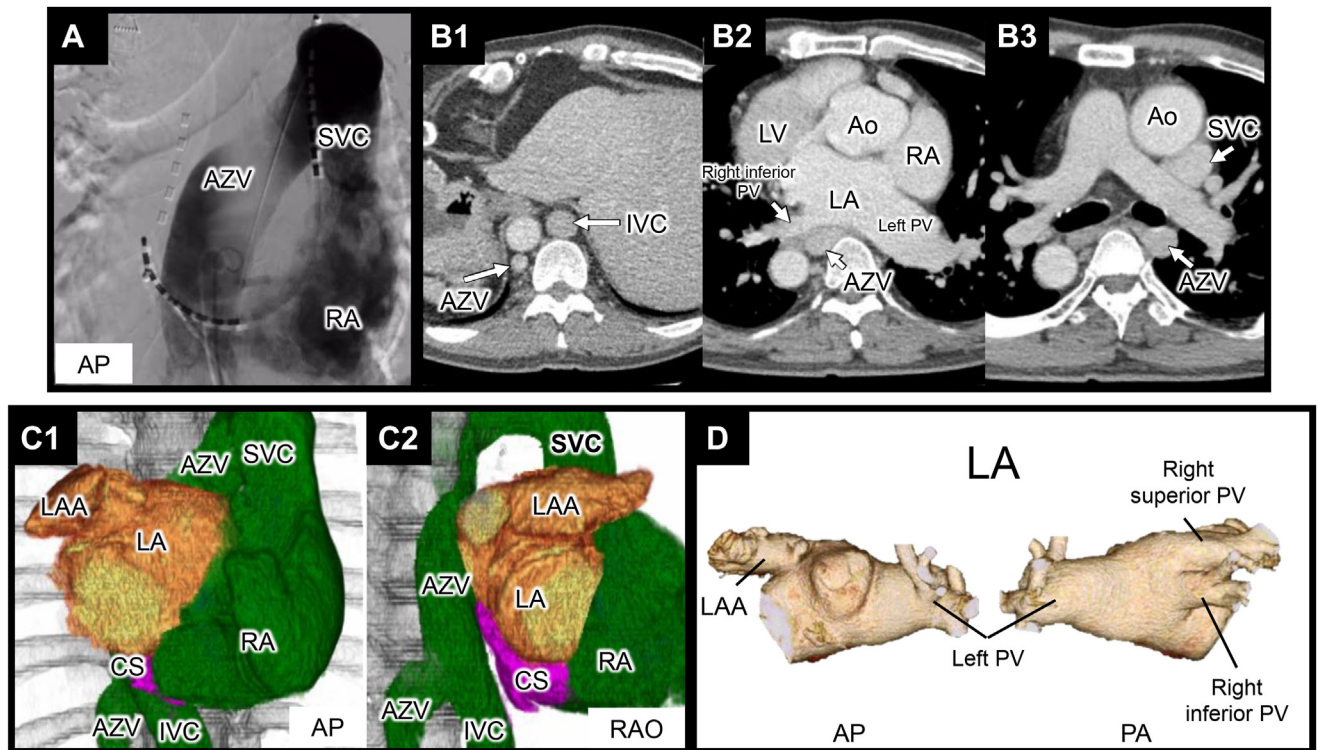 A
SVC
AZV
RA
AP
B1
IVC
AZV
B2
LV
Ao
RA
Right inferior
PV
LA
Left PV
AZV
B3
Ao
SVC
AZV
C1
AZV
SVC
LAA
LA
RA
CS
AZV
IVC
AP
C2
SVC
LAA
AZV
LA
RA
CS
AZV
IVC
RAO
D
LA
Right
superior PV
LAA
Left PV
Right
inferior PV
AP
PA